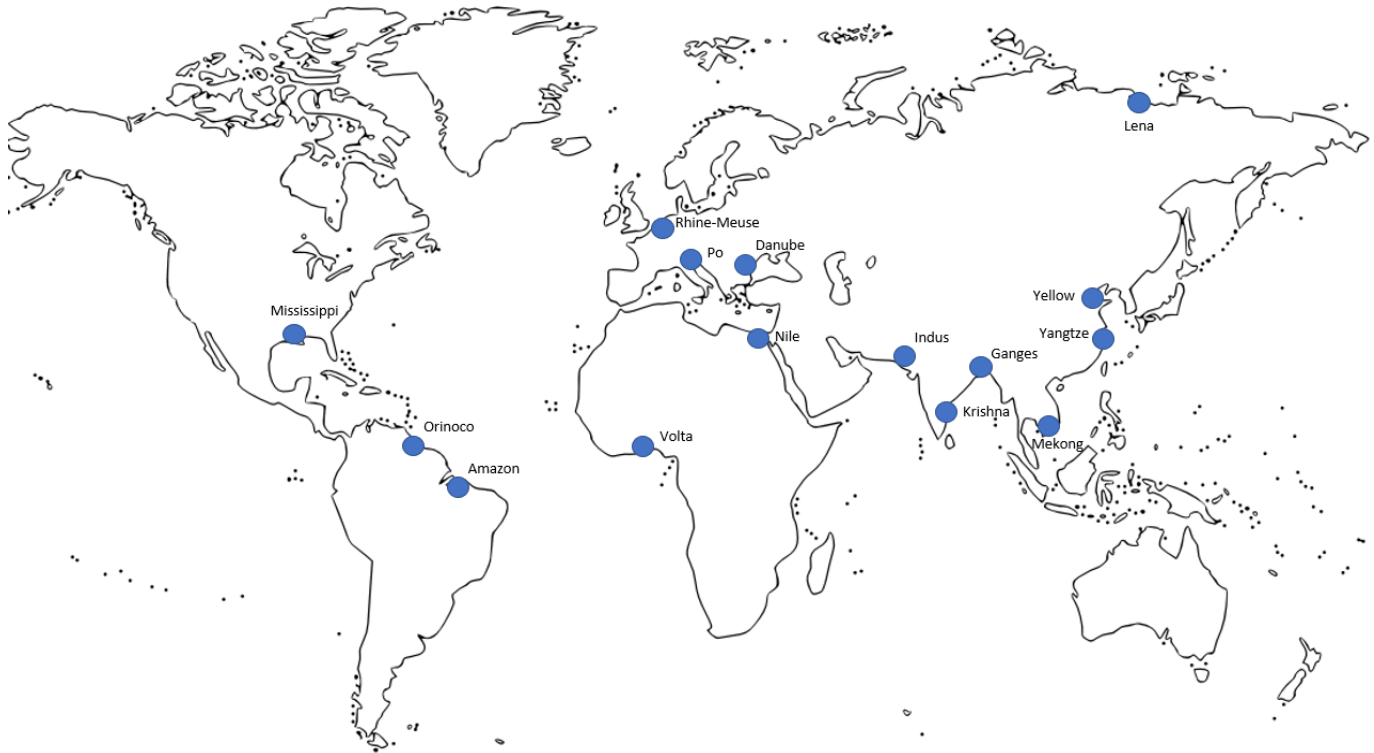 Lena
Rhine-Meuse
Po
Danube
Yellow
Mississippi
Yangtze
Nile
Indus
Ganges
Krishna
Orinoco
Volta
Mekong
Amazon